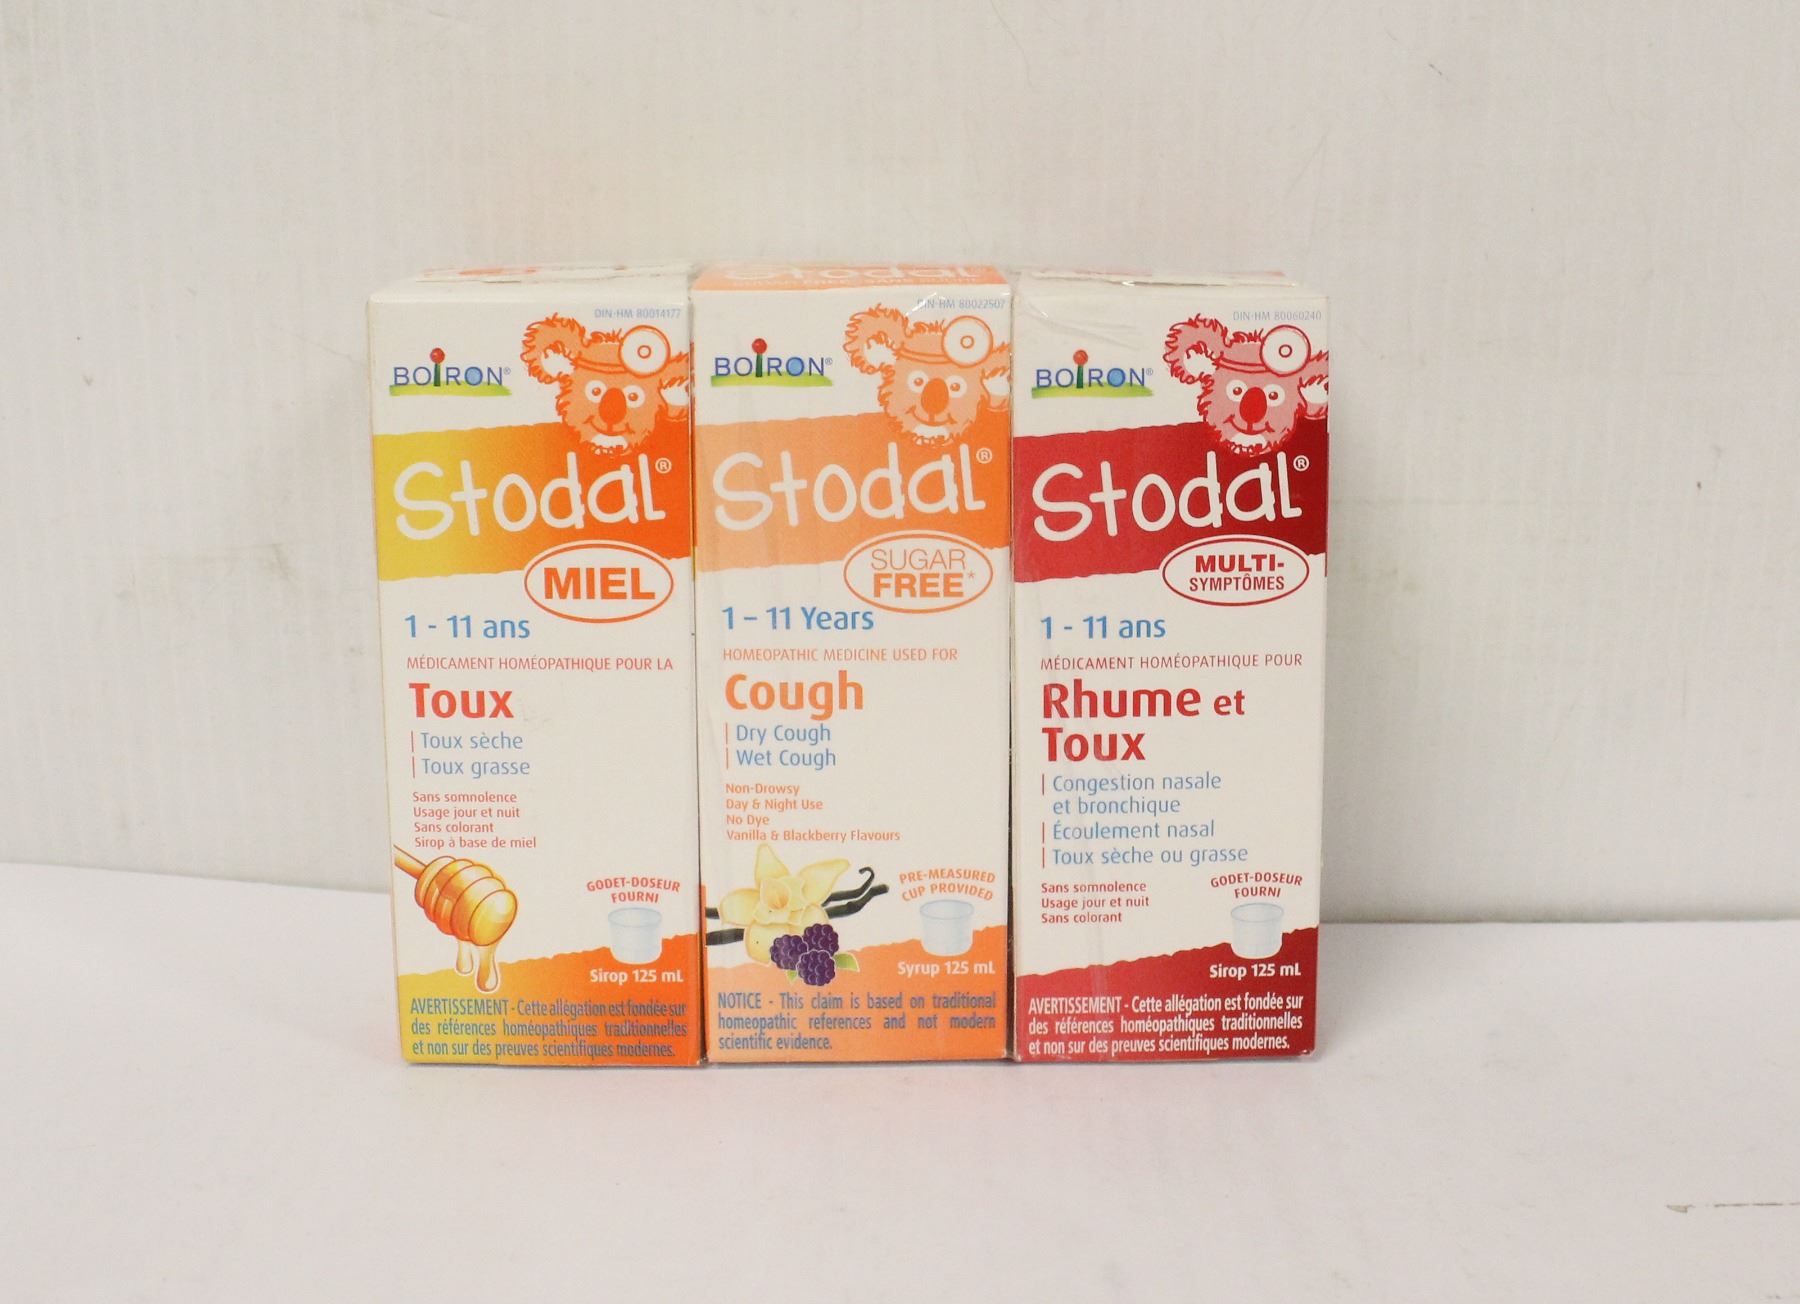 DIN-HM 80014177
BOIRON®
Stodal®
MIEL
1 - 11 ans
MÉDICAMENT HOMÉOPATHIQUE POUR LA
Toux
Toux sèche
Toux grasse
Sans somnolence
Usage jour et nuit
Sans colorant
Sirop à base de miel
GODET-DOSEUR
FOURNI
Sirop 125 mL
AVERTISSEMENT - Cette allégation est fondée sur
des références homéopathiques traditionnelles
et non sur des preuves scientifiques modernes.
Stodal
DIN-HM 80022507
BOIRON®
Stodal®
SUGAR
FREE*
1 – 11 Years
HOMEOPATHIC MEDICINE USED FOR
Cough
Dry Cough
Wet Cough
Non-Drowsy
Day & Night Use
No Dye
Vanilla & Blackberry Flavours
PRE-MEASURED
CUP PROVIDED
Syrup 125 mL
NOTICE - This claim is based on traditional
homeopathic references and not modern
scientific evidence.
DIN-HM 80060240
BOIRON®
Stodal®
MULTI-
SYMPTÔMES
1 - 11 ans
MÉDICAMENT HOMÉOPATHIQUE POUR
Rhume et
Toux
Congestion nasale
et bronchique
Écoulement nasal
Toux sèche ou grasse
Sans somnolence
Usage jour et nuit
Sans colorant
GODET-DOSEUR
FOURNI
Sirop 125 mL
AVERTISSEMENT - Cette allégation est fondée sur
des références homéopathiques traditionnelles
et non sur des preuves scientifiques modernes.